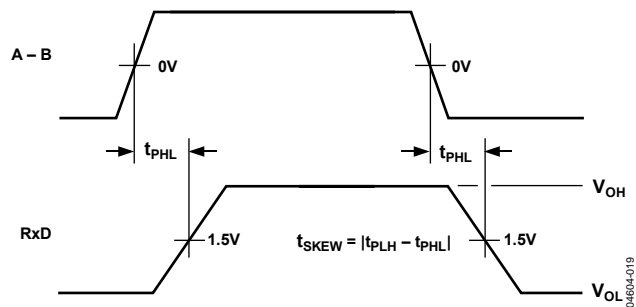 A – B
0V
0V
tPHL
tPHL
VOH
RxD
1.5V
tSKEW = |tPLH – tPHL|
1.5V
VOL
04604-019